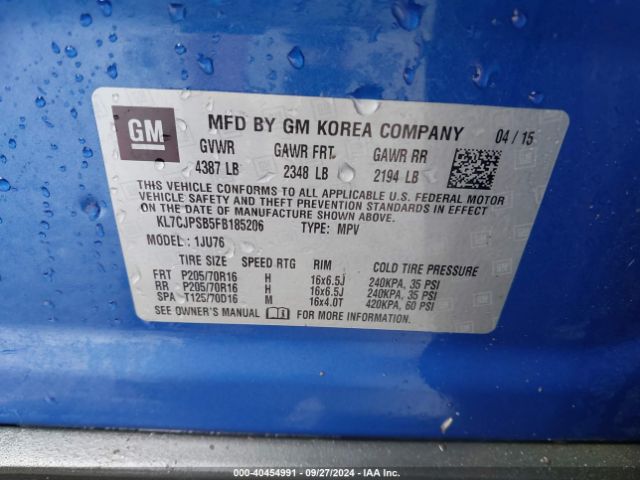 GM
MFD BY GM KOREA COMPANY 04 / 15
GVWR GAWR FRT GAWR RR
4387 LB 2348 LB 2194 LB
THIS VEHICLE CONFORMS TO ALL APPLICABLE U.S. FEDERAL MOTOR
VEHICLE SAFETY AND THEFT PREVENTION STANDARDS IN EFFECT ON
THE DATE OF MANUFACTURE SHOWN ABOVE.
KL7CJPSB5FB185206 TYPE: MPV
MODEL : 1JU76
TIRE SIZE SPEED RTG RIM COLD TIRE PRESSURE
FRT P205/70R16 H 16x6.5J 240KPA, 35 PSI
RR P205/70R16 H 16x6.5J 240KPA, 35 PSI
SPA T125/70D16 M 16x4.0T 420KPA, 60 PSI
SEE OWNER'S MANUAL FOR MORE INFORMATION.
000-40454991 - 09/27/2024 - IAA Inc.